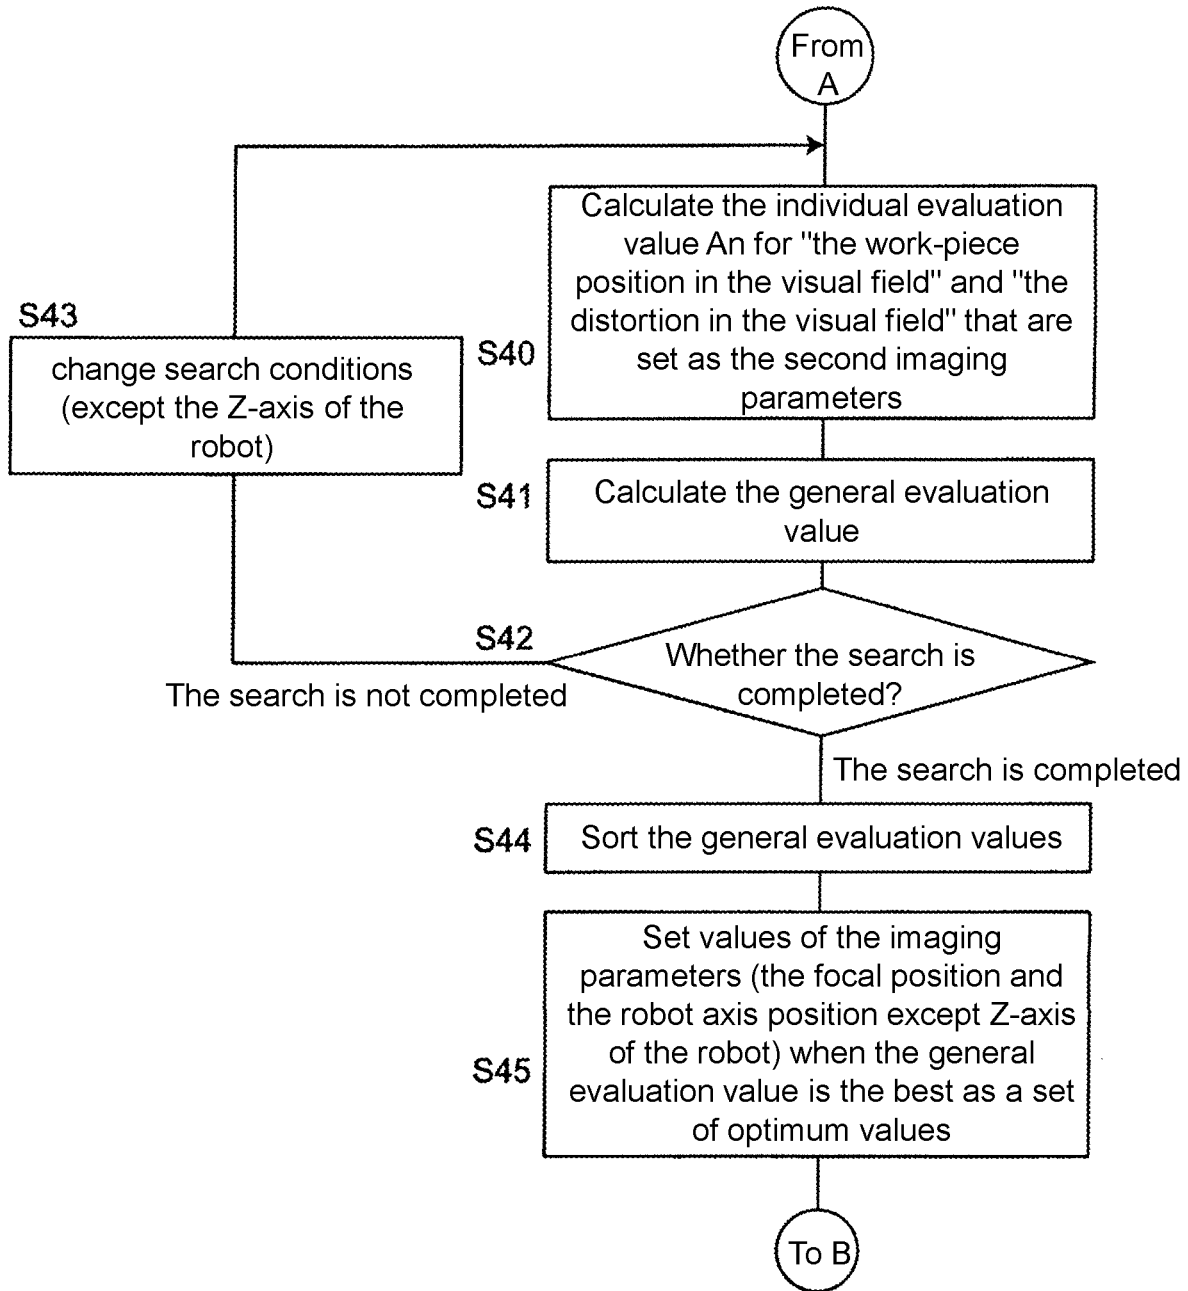 From
A
Calculate the individual evaluation
value An for "the work-piece
position in the visual field" and "the
distortion in the visual field" that are
set as the second imaging
parameters
S43
S40
change search conditions
(except the Z-axis of the
robot)
S41
Calculate the general evaluation
value
S42
Whether the search is
completed?
The search is not completed
The search is completed
S44
Sort the general evaluation values
Set values of the imaging
parameters (the focal position and
the robot axis position except Z-axis
of the robot) when the general
S45
evaluation value is the best as a set
of optimum values
To B